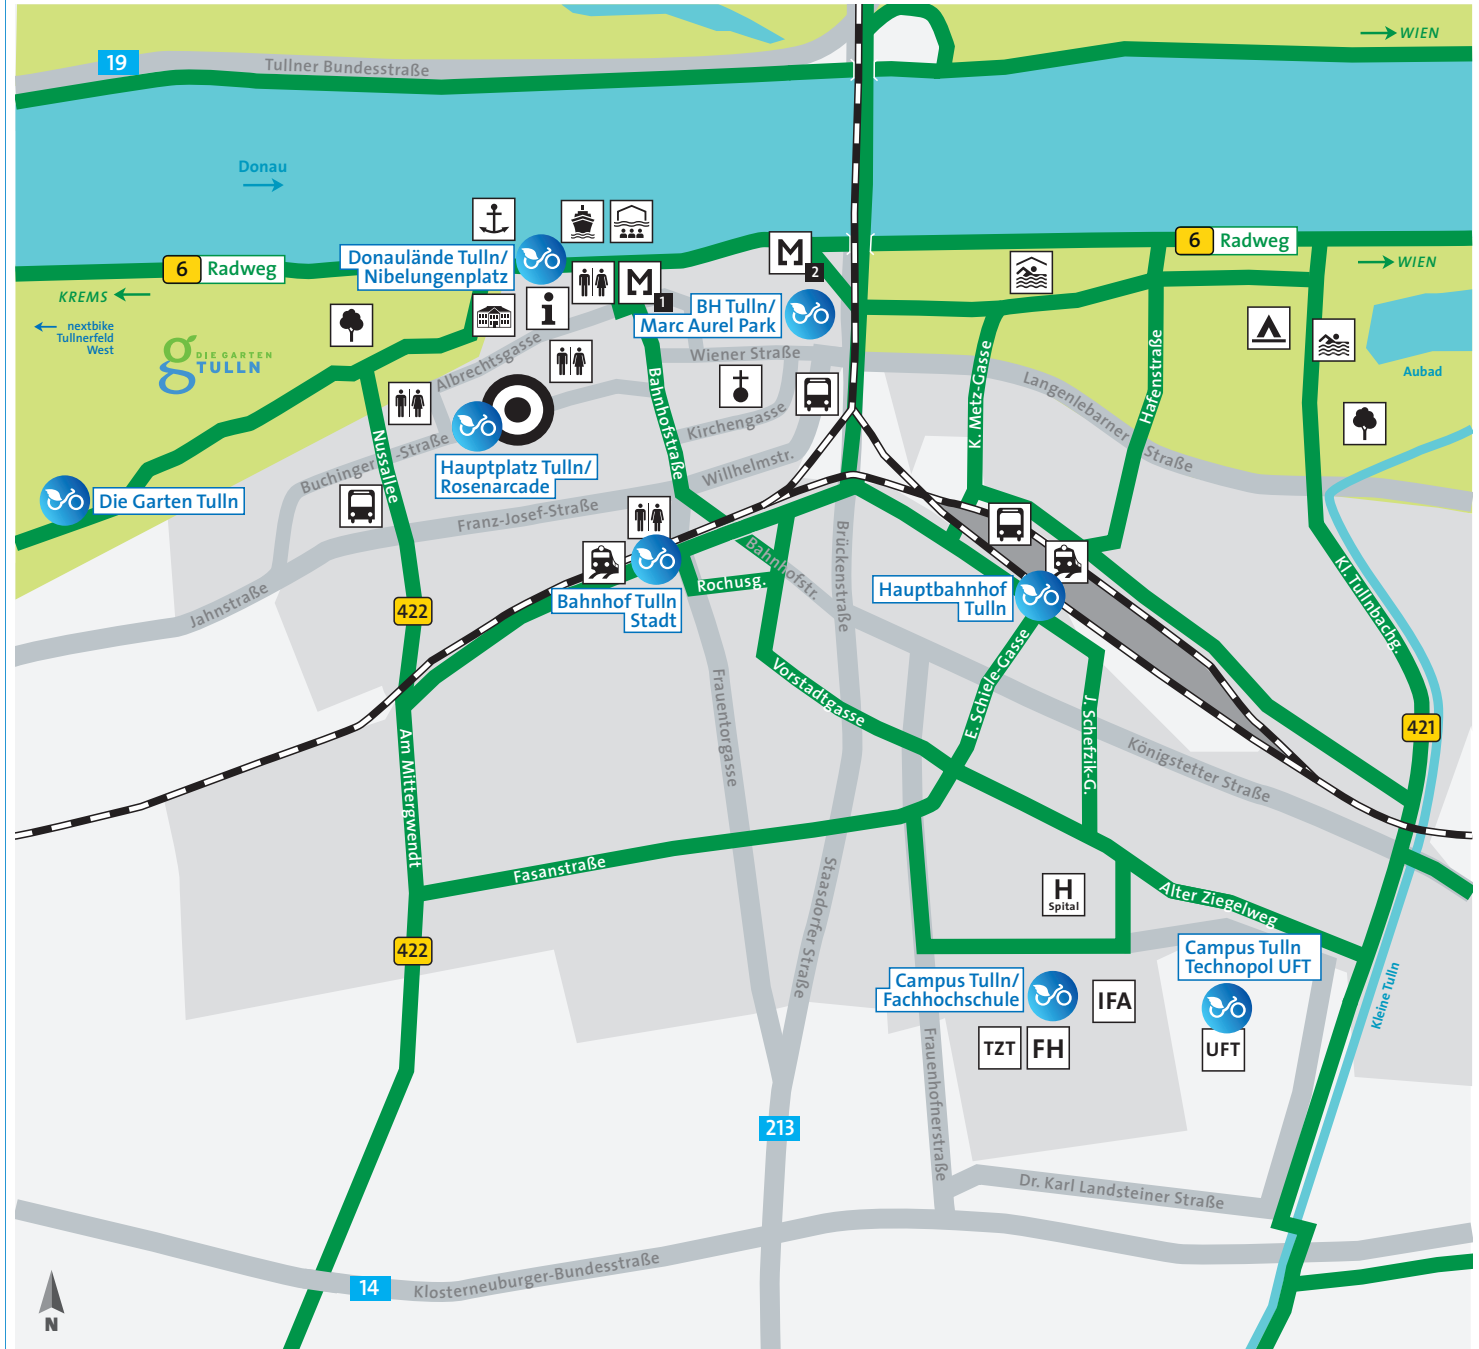 WIEN
19
Tullner Bundesstraße
Donau
6 Radweg
Donaulände Tulln/
Nibelungenplatz
M 1
M 2
6 Radweg
WIEN
KREMS
nextbike
Tullnerfeld
West
g DIE GARTEN
TULLN
i
BH Tulln/
Marc Aurel Park
Albrechtsgasse
Wiener Straße
Bahnhofstraße
Kirchengasse
Willhelmstr.
K. Metz-Gasse
Hafenstraße
Langenlebarner Straße
Aubad
Nussallee
Buchinger-Straße
Hauptplatz Tulln/
Rosenarcade
Die Garten Tulln
Franz-Josef-Straße
Jahnstraße
Bahnhof Tulln
Stadt
Rochusg.
Bahnhofstr.
Brückenstraße
Hauptbahnhof
Tulln
Kl. Tullnbachg.
422
Frauentorgasse
Vorstadtgasse
E. Schiele-Gasse
J. Schefzik-G.
Königstetter Straße
421
Am Mittergwendt
Fasanstraße
Staasdorfer Straße
H
Spital
Alter Ziegelweg
422
Campus Tulln
Technopol UFT
Campus Tulln/
Fachhochschule
IFA
TZT
FH
UFT
Kleine Tulln
Frauenhofnerstraße
213
Dr. Karl Landsteiner Straße
14
Klosterneuburger-Bundesstraße
N